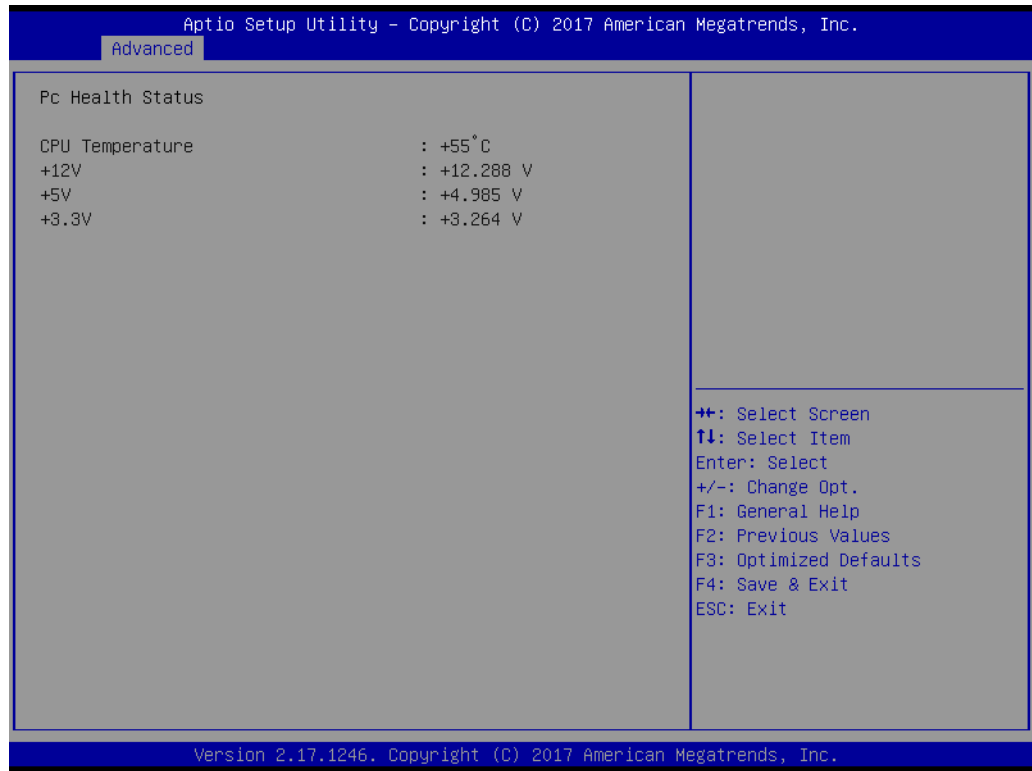 Aptio Setup Utility – Copyright (C) 2017 American Megatrends, Inc.
Advanced
Pc Health Status
CPU Temperature : +55°C
+12V : +12.288 V
+5V : +4.985 V
+3.3V : +3.264 V
→←: Select Screen
↑↓: Select Item
Enter: Select
+/-: Change Opt.
F1: General Help
F2: Previous Values
F3: Optimized Defaults
F4: Save & Exit
ESC: Exit
Version 2.17.1246. Copyright (C) 2017 American Megatrends, Inc.